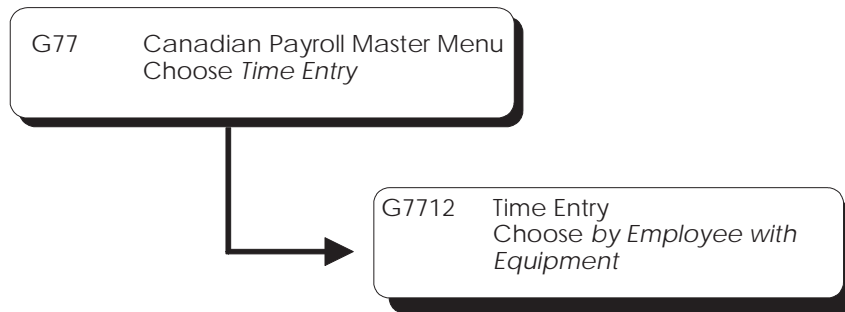 G77 Canadian Payroll Master Menu
Choose Time Entry
G7712 Time Entry
Choose by Employee with
Equipment